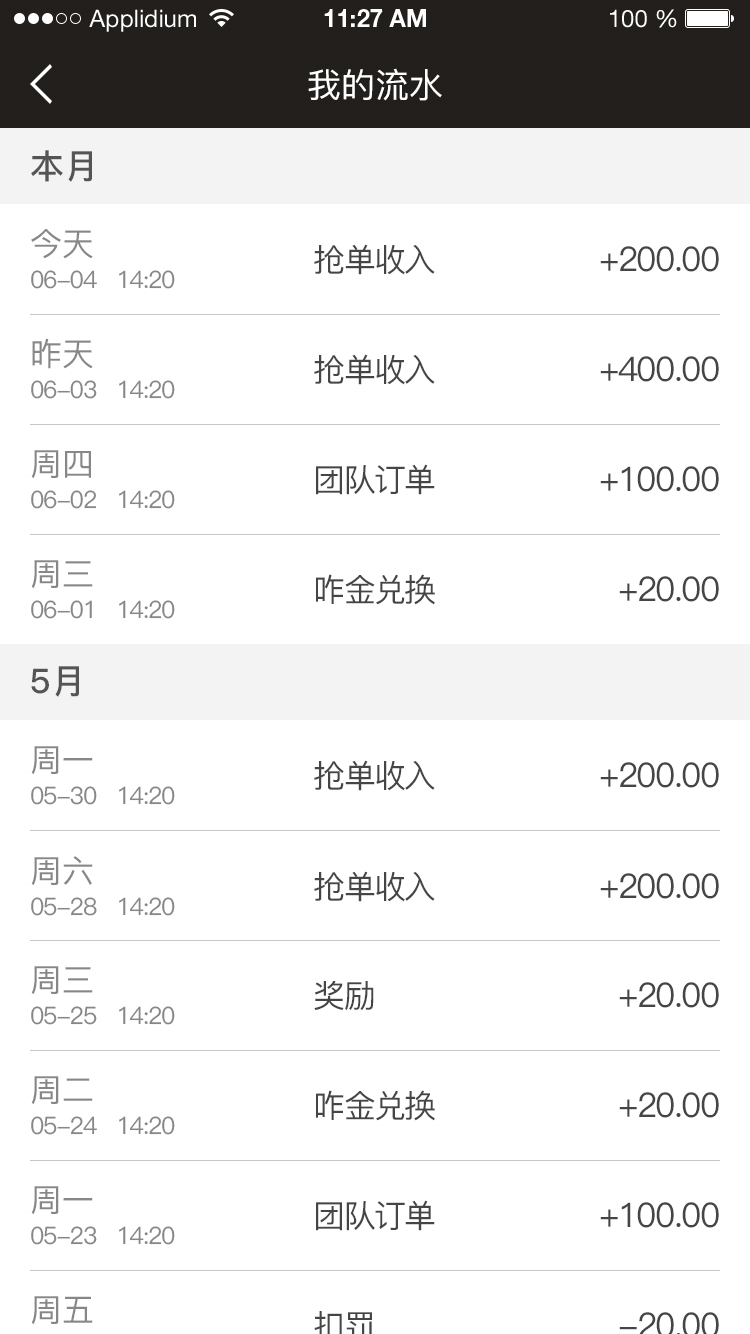 Applidium 11:27 AM 100 %
我的流水
本月
今天
06-04 14:20 抢单收入 +200.00
昨天
06-03 14:20 抢单收入 +400.00
周四
06-02 14:20 团队订单 +100.00
周三
06-01 14:20 咋金兑换 +20.00
5月
周一
05-30 14:20 抢单收入 +200.00
周六
05-28 14:20 抢单收入 +200.00
周三
05-25 14:20 奖励 +20.00
周二
05-24 14:20 咋金兑换 +20.00
周一
05-23 14:20 团队订单 +100.00
周五 扣罚 -20.00